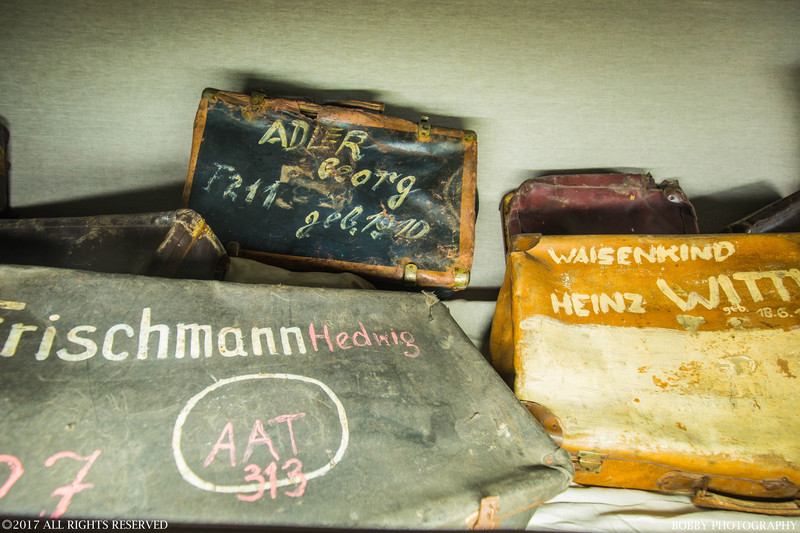 ADLER
Georg
geb. 1910
Frischmann Hedwig
AAT
313
7
WAISENKIND
HEINZ WITT
geb. 18.6.
©2017 ALL RIGHTS RESERVED
BOBBY PHOTOGRAPHY